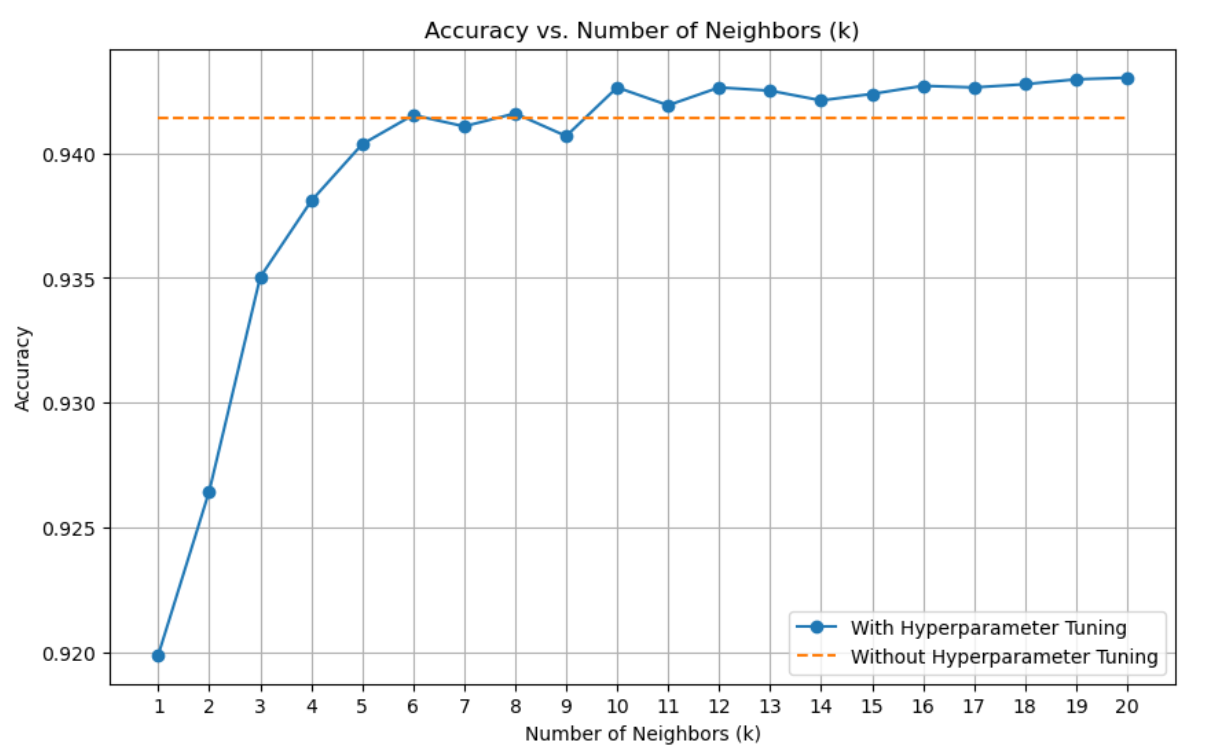 Accuracy vs. Number of Neighbors (k)
Accuracy
0.940
0.935
0.930
0.925
0.920
With Hyperparameter Tuning
Without Hyperparameter Tuning
1 2 3 4 5 6 7 8 9 10 11 12 13 14 15 16 17 18 19 20
Number of Neighbors (k)